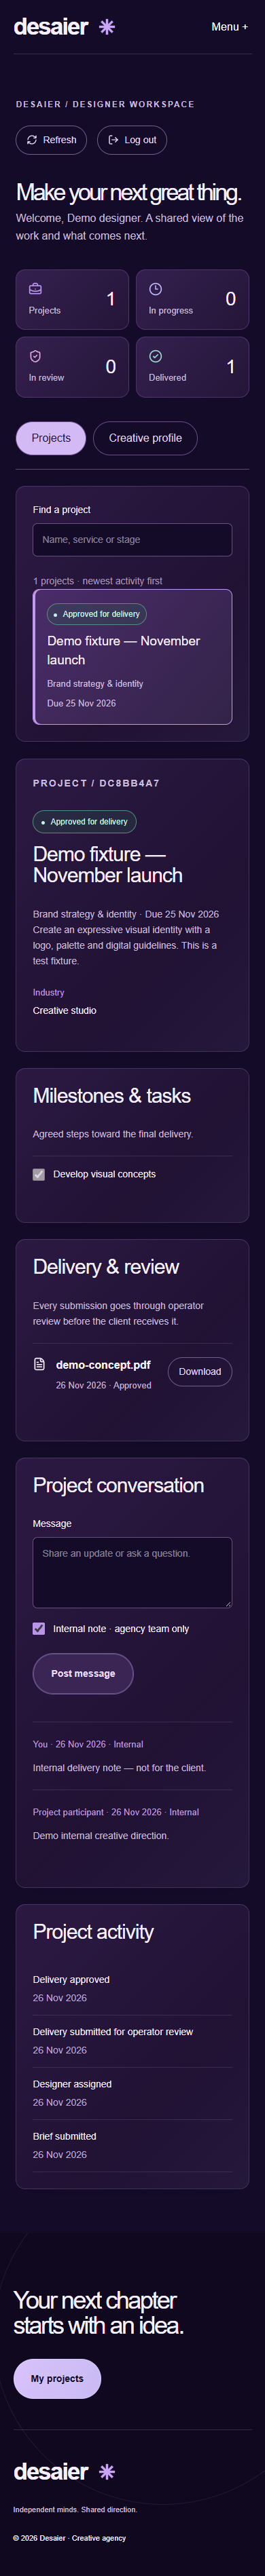 desaier
Menu +
DESAIER / DESIGNER WORKSPACE
Refresh
Log out
Make your next great thing.
Welcome, Demo designer. A shared view of the
work and what comes next.
Projects
1
In progress
0
In review
0
Delivered
1
Projects
Creative profile
Find a project
Name, service or stage
1 projects · newest activity first
Approved for delivery
Demo fixture — November
launch
Brand strategy & identity
Due 25 Nov 2026
PROJECT / DC8BB4A7
Approved for delivery
Demo fixture —
November launch
Brand strategy & identity · Due 25 Nov 2026
Create an expressive visual identity with a
logo, palette and digital guidelines. This is a
test fixture.
Industry
Creative studio
Milestones & tasks
Agreed steps toward the final delivery.
Develop visual concepts
Delivery & review
Every submission goes through operator
review before the client receives it.
demo-concept.pdf
26 Nov 2026 · Approved
Download
Project conversation
Message
Share an update or ask a question.
Internal note · agency team only
Post message
You · 26 Nov 2026 · Internal
Internal delivery note — not for the client.
Project participant · 26 Nov 2026 · Internal
Demo internal creative direction.
Project activity
Delivery approved
26 Nov 2026
Delivery submitted for operator review
26 Nov 2026
Designer assigned
26 Nov 2026
Brief submitted
26 Nov 2026
Your next chapter
starts with an idea.
My projects
desaier
Independent minds. Shared direction.
© 2026 Desaier · Creative agency